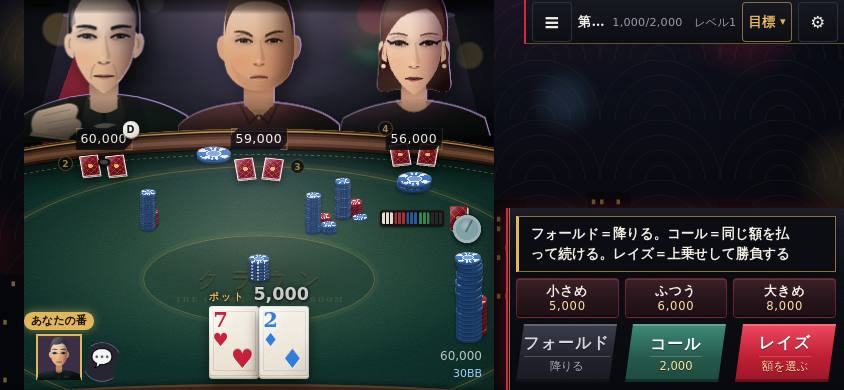 ☰ 第… 1,000/2,000 レベル1 目標 ▾
60,000 D
59,000
4
56,000
2
3
ポット 5,000
あなたの番
7 2
60,000
30BB
フォールド＝降りる。コール＝同じ額を払
って続ける。レイズ＝上乗せして勝負する
小さめ ふつう 大きめ
5,000 6,000 8,000
フォールド コール レイズ
降りる 2,000 額を選ぶ